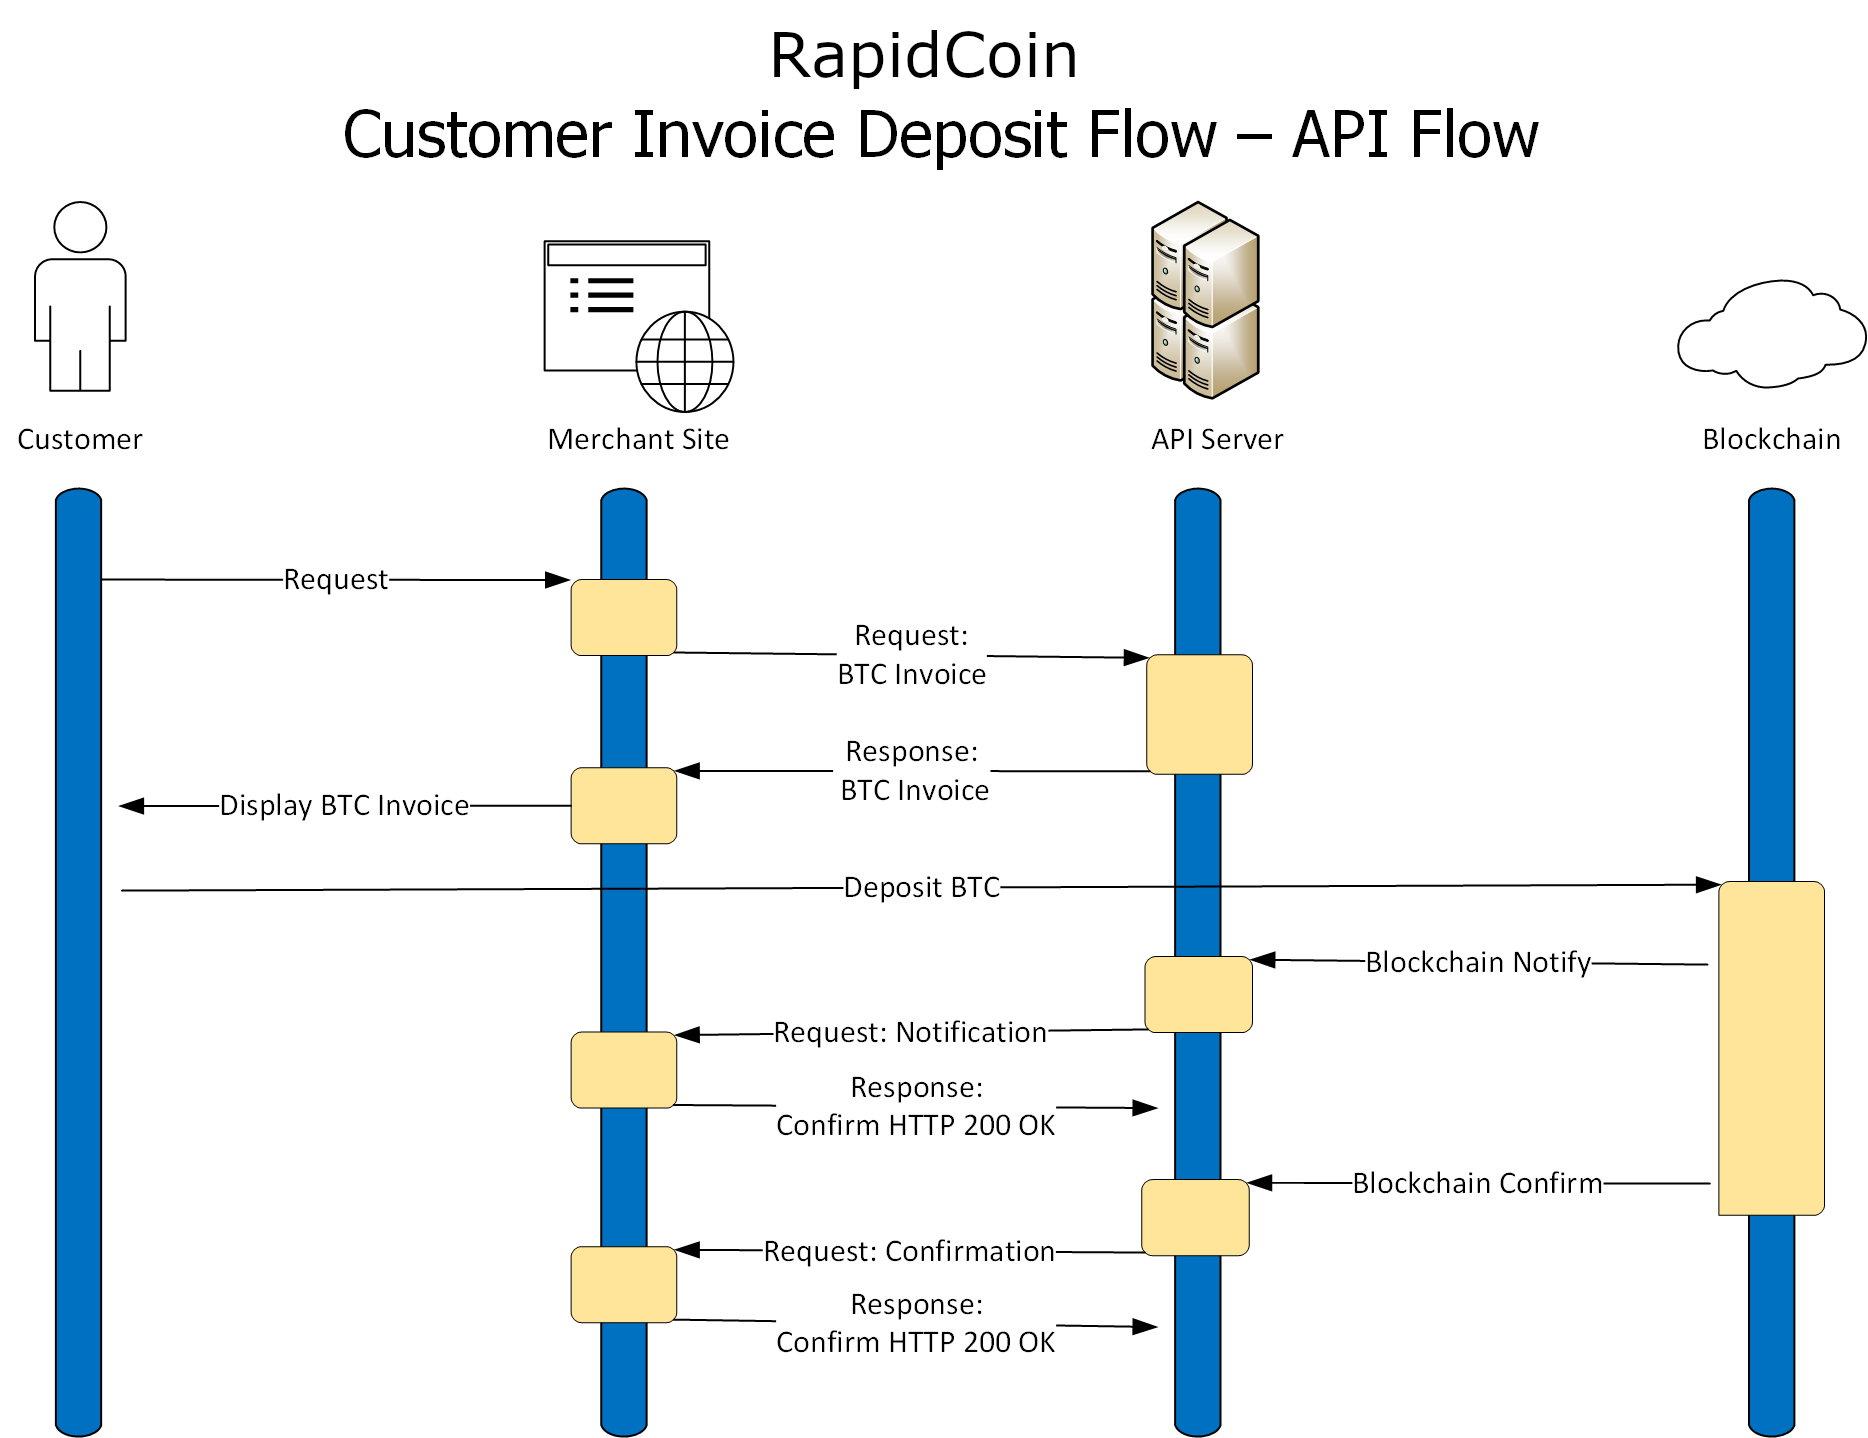 RapidCoin
Customer Invoice Deposit Flow – API Flow
Customer
Merchant Site
API Server
Blockchain
Request
Request:
BTC Invoice
Response:
BTC Invoice
Display BTC Invoice
Deposit BTC
Blockchain Notify
Request: Notification
Response:
Confirm HTTP 200 OK
Blockchain Confirm
Request: Confirmation
Response:
Confirm HTTP 200 OK